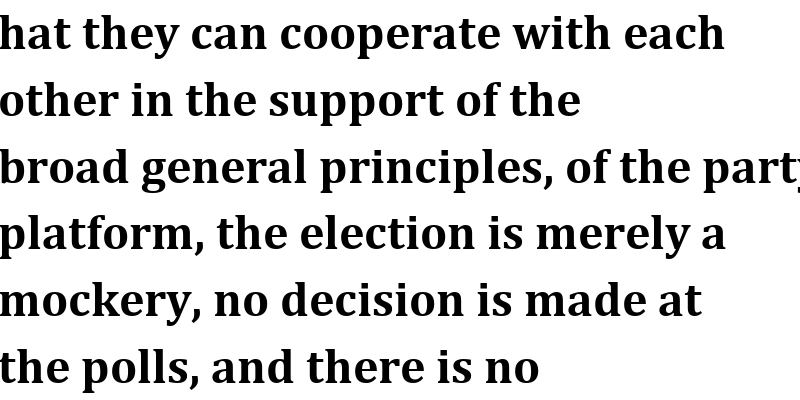 hat they can cooperate with each
other in the support of the
broad general principles, of the party
platform, the election is merely a
mockery, no decision is made at
the polls, and there is no